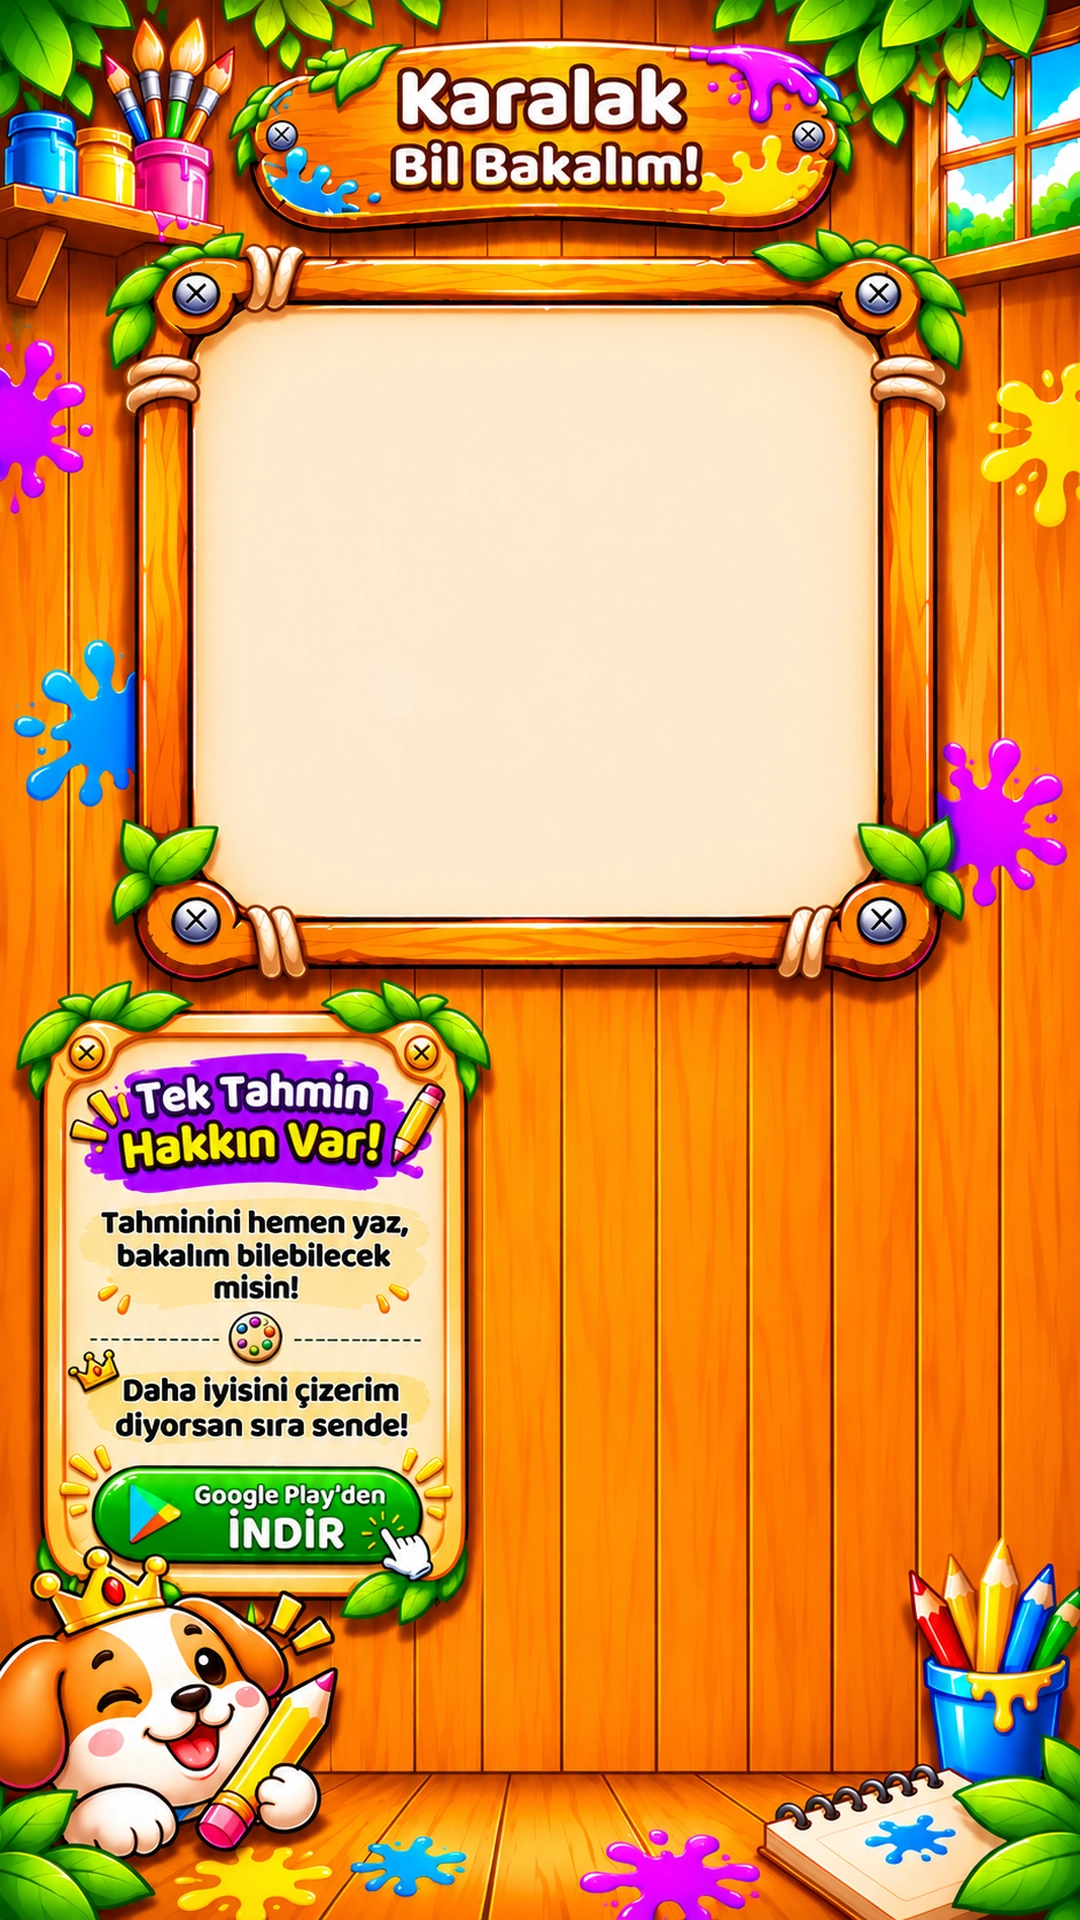 Karalak
Bil Bakalım!
Tek Tahmin
Hakkın Var!
Tahminini hemen yaz,
bakalım bilebilecek
misin!
Daha iyisini çizerim
diyorsan sıra sende!
Google Play'den
İNDİR